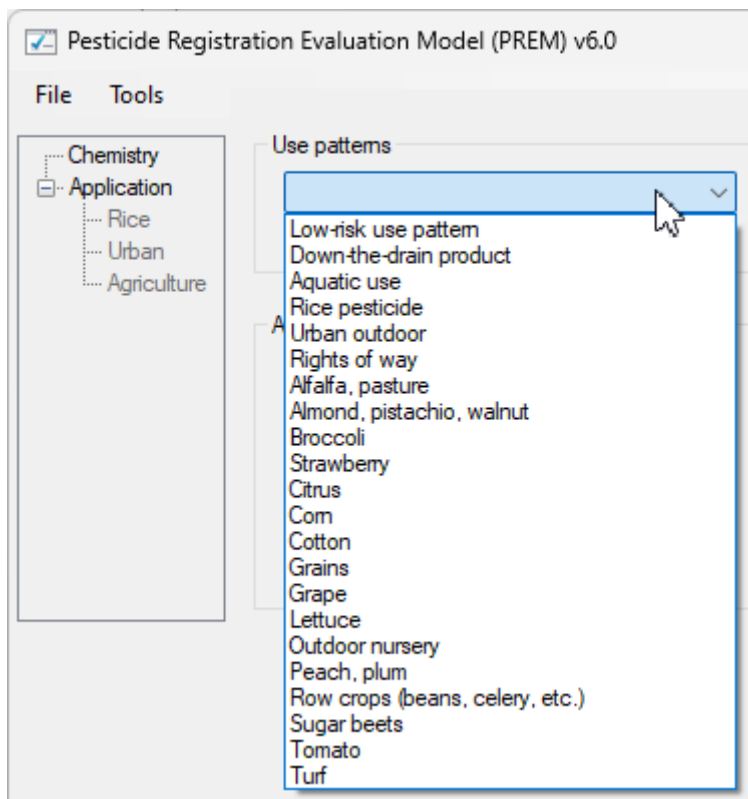 Pesticide Registration Evaluation Model (PREM) v6.0
File Tools
Chemistry
Application
Rice
Urban
Agriculture
Use patterns
Low-risk use pattern
Down-the-drain product
Aquatic use
Rice pesticide
Urban outdoor
Rights of way
Alfalfa, pasture
Almond, pistachio, walnut
Broccoli
Strawberry
Citrus
Corn
Cotton
Grains
Grape
Lettuce
Outdoor nursery
Peach, plum
Row crops (beans, celery, etc.)
Sugar beets
Tomato
Turf